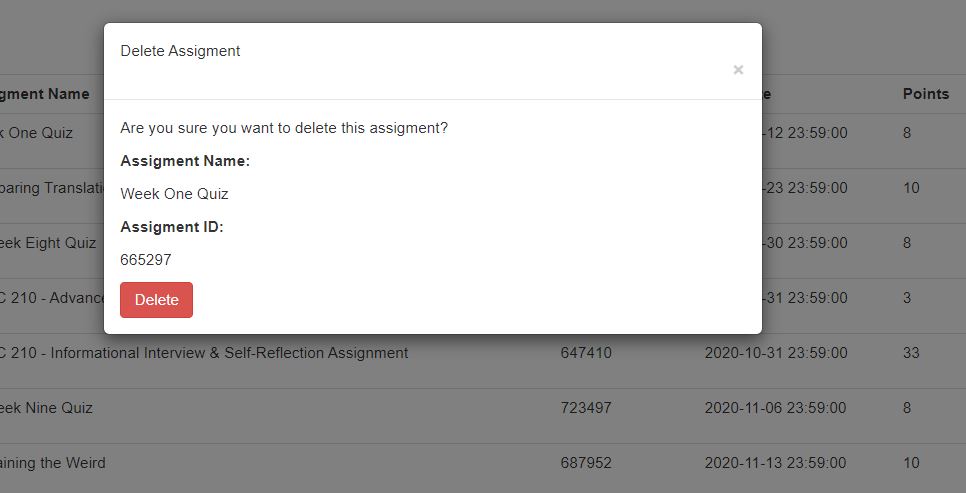 Delete Assigment
×
gment Name
e
Points
Are you sure you want to delete this assigment?
k One Quiz
-12 23:59:00
8
Assigment Name:
paring Translati
-23 23:59:00
10
Week One Quiz
Assigment ID:
eek Eight Quiz
-30 23:59:00
8
665297
Delete
C 210 - Advance
-31 23:59:00
3
C 210 - Informational Interview & Self-Reflection Assignment
647410
2020-10-31 23:59:00
33
eek Nine Quiz
723497
2020-11-06 23:59:00
8
aining the Weird
687952
2020-11-13 23:59:00
10